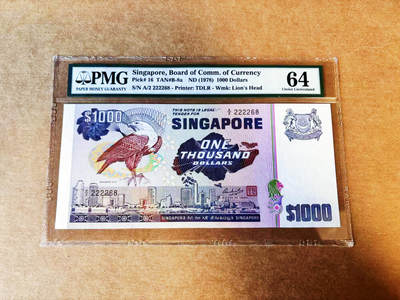 PMG
PAPER MONEY GUARANTY
Singapore, Board of Comm. of Currency
Pick# 16 TAN#B-8a ND (1978) 1000 Dollars
S/N A/2 222268 - Printer: TDLR - Wmk: Lion's Head
64
Choice Uncirculated
$1000
THIS NOTE IS LEGAL
TENDER FOR
A/2 222268
SINGAPORE
ONE
THOUSAND
DOLLARS
A/2 222268
$1000